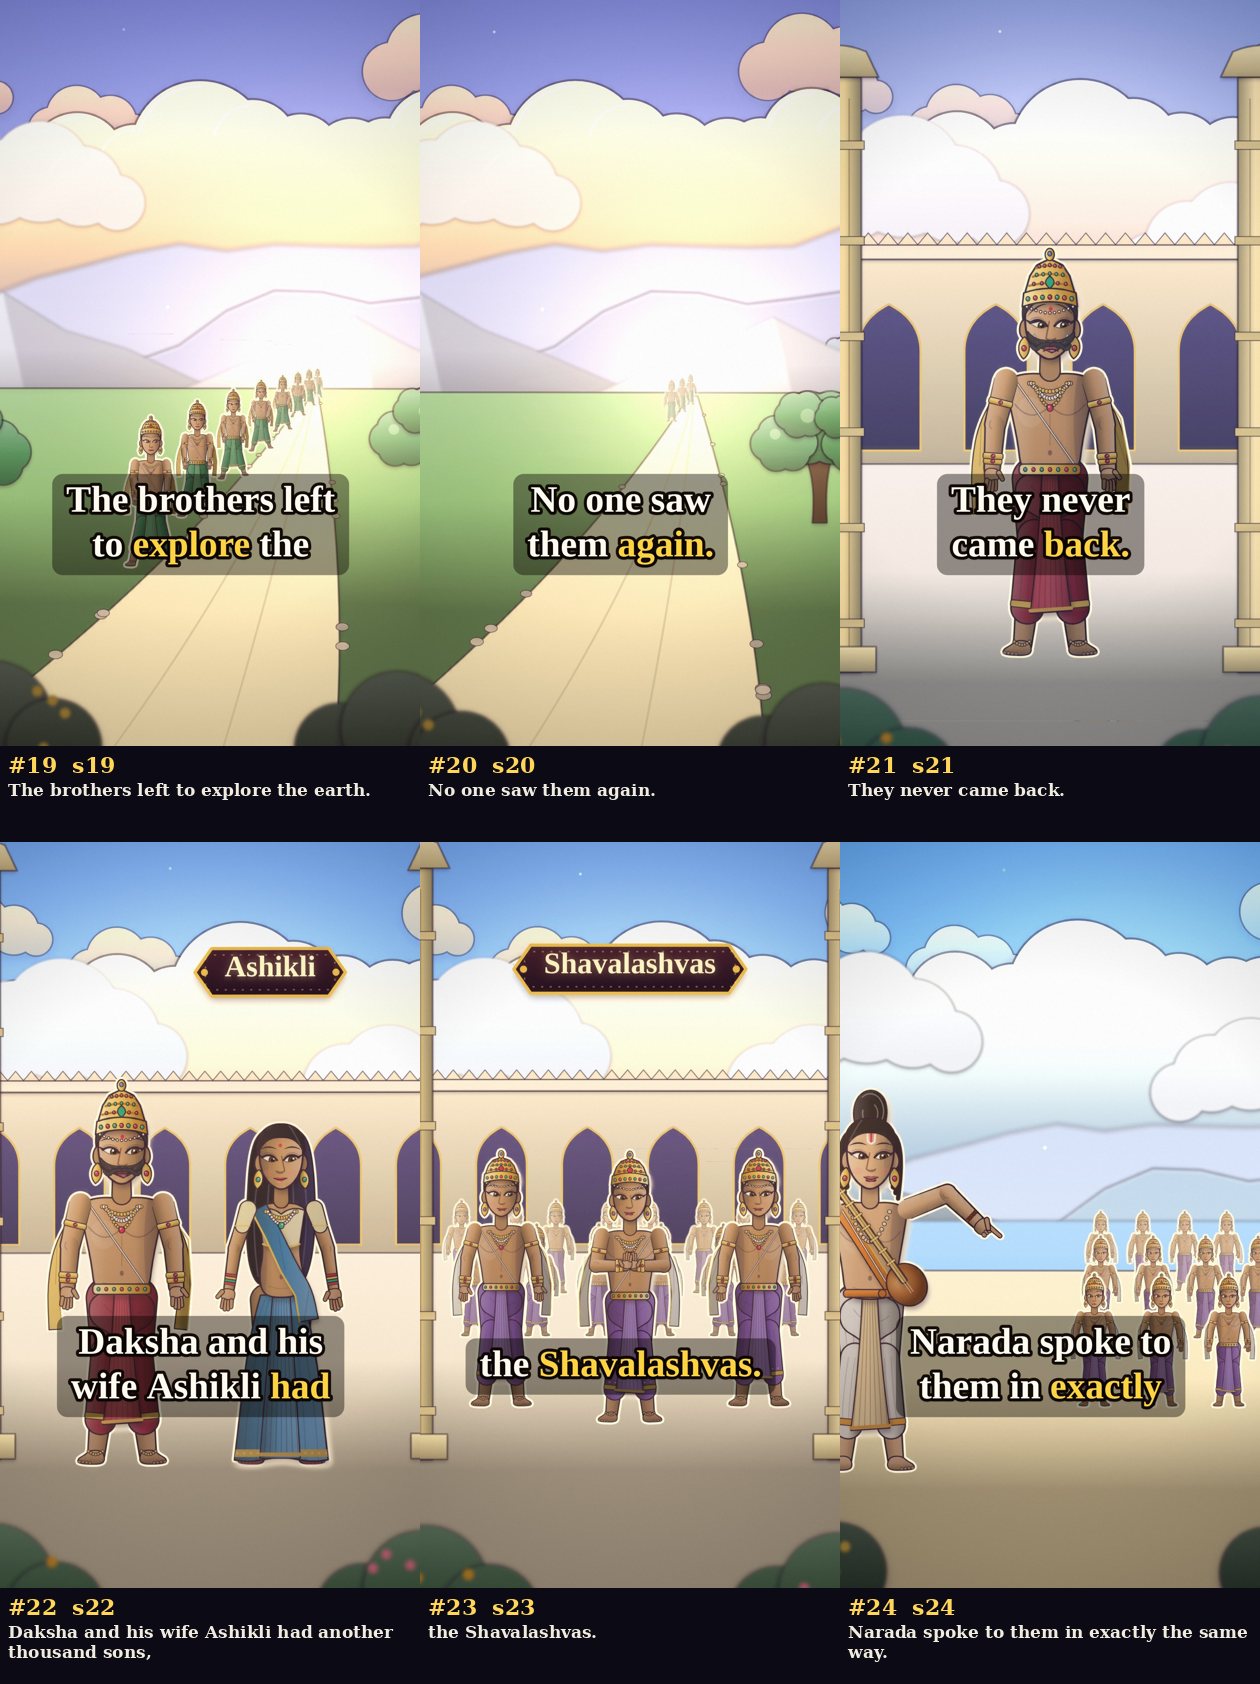 The brothers left
to explore the
#19 s19
The brothers left to explore the earth.
No one saw
them again.
#20 s20
No one saw them again.
They never
came back.
#21 s21
They never came back.
Ashikli
Daksha and his
wife Ashikli had
#22 s22
Daksha and his wife Ashikli had another
thousand sons,
Shavalashvas
the Shavalashvas.
#23 s23
the Shavalashvas.
Narada spoke to
them in exactly
#24 s24
Narada spoke to them in exactly the same
way.